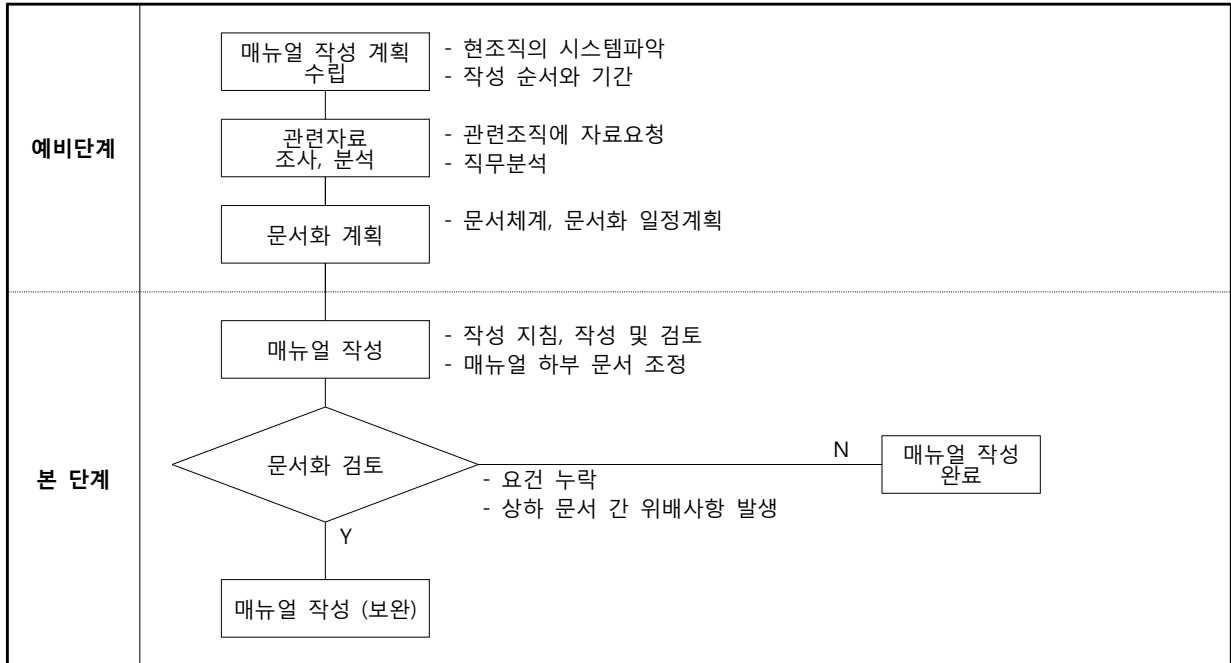 예비단계
매뉴얼 작성 계획
수립
- 현조직의 시스템파악
- 작성 순서와 기간
관련자료
조사, 분석
- 관련조직에 자료요청
- 직무분석
문서화 계획
- 문서체계, 문서화 일정계획
본 단계
매뉴얼 작성
- 작성 지침, 작성 및 검토
- 매뉴얼 하부 문서 조정
문서화 검토
N
- 요건 누락
- 상하 문서 간 위배사항 발생
매뉴얼 작성
완료
Y
매뉴얼 작성 (보완)